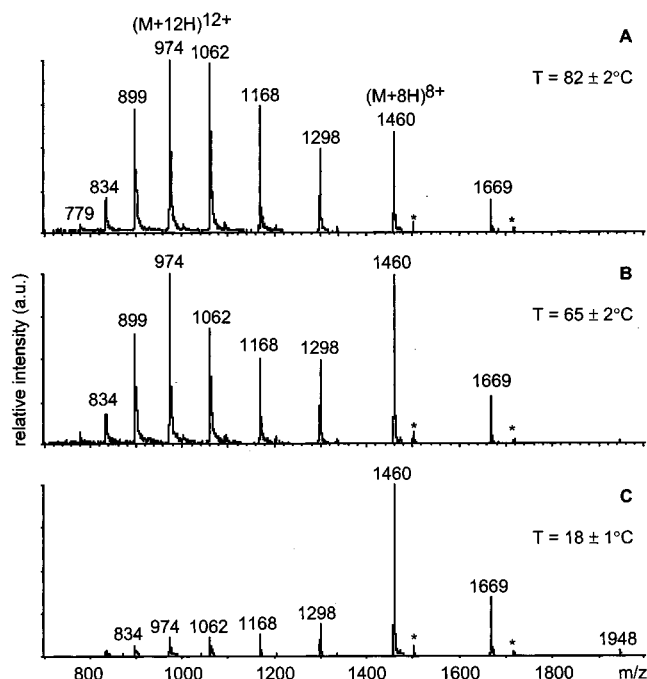 (M+12H)12+
974 1062
A
T = 82 ± 2°C
899
1168
(M+8H)8+
1460
1298
834
779
1669
* *
974
1460
B
T = 65 ± 2°C
899
1062
1168
1298
834
1669
* *
relative intensity (a.u.)
1460
C
T = 18 ± 1°C
1669
834 974 1062 1168 1298
* *
1948
800 1000 1200 1400 1600 1800 m/z